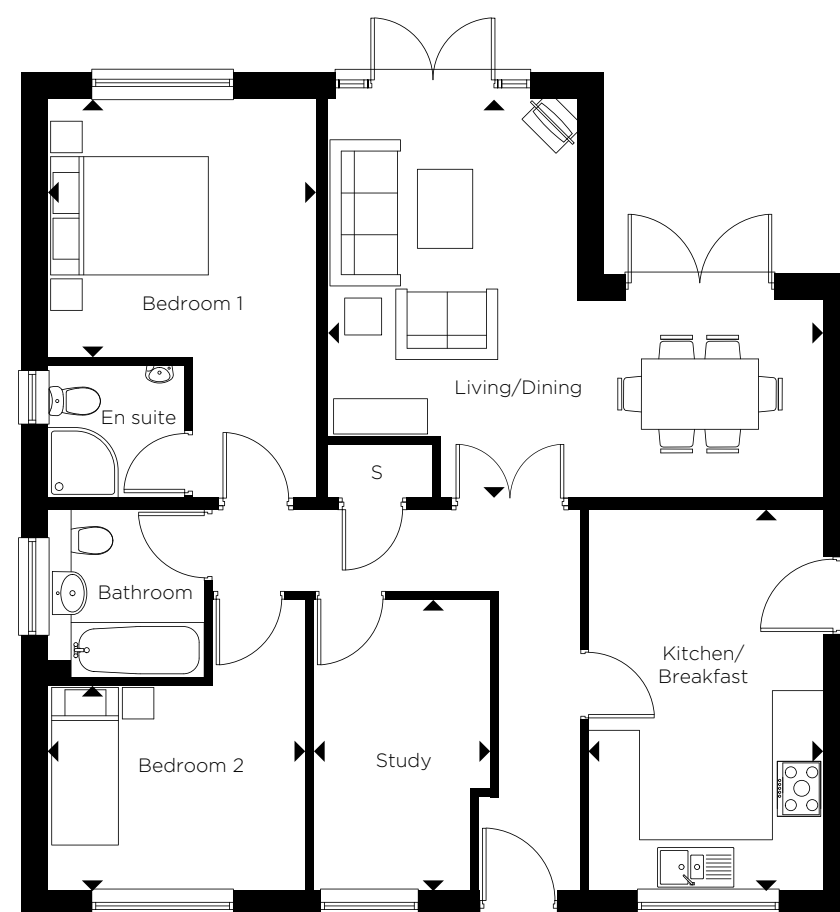 Bedroom 1
Living/Dining
En suite
S
Bathroom
Kitchen/
Breakfast
Study
Bedroom 2